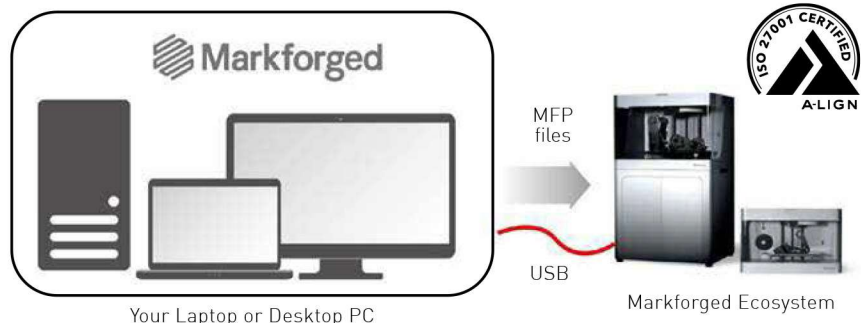 Markforged
ISO 27001 CERTIFIED
A-LIGN
MFP
files
USB
Your Laptop or Desktop PC
Markforged Ecosystem